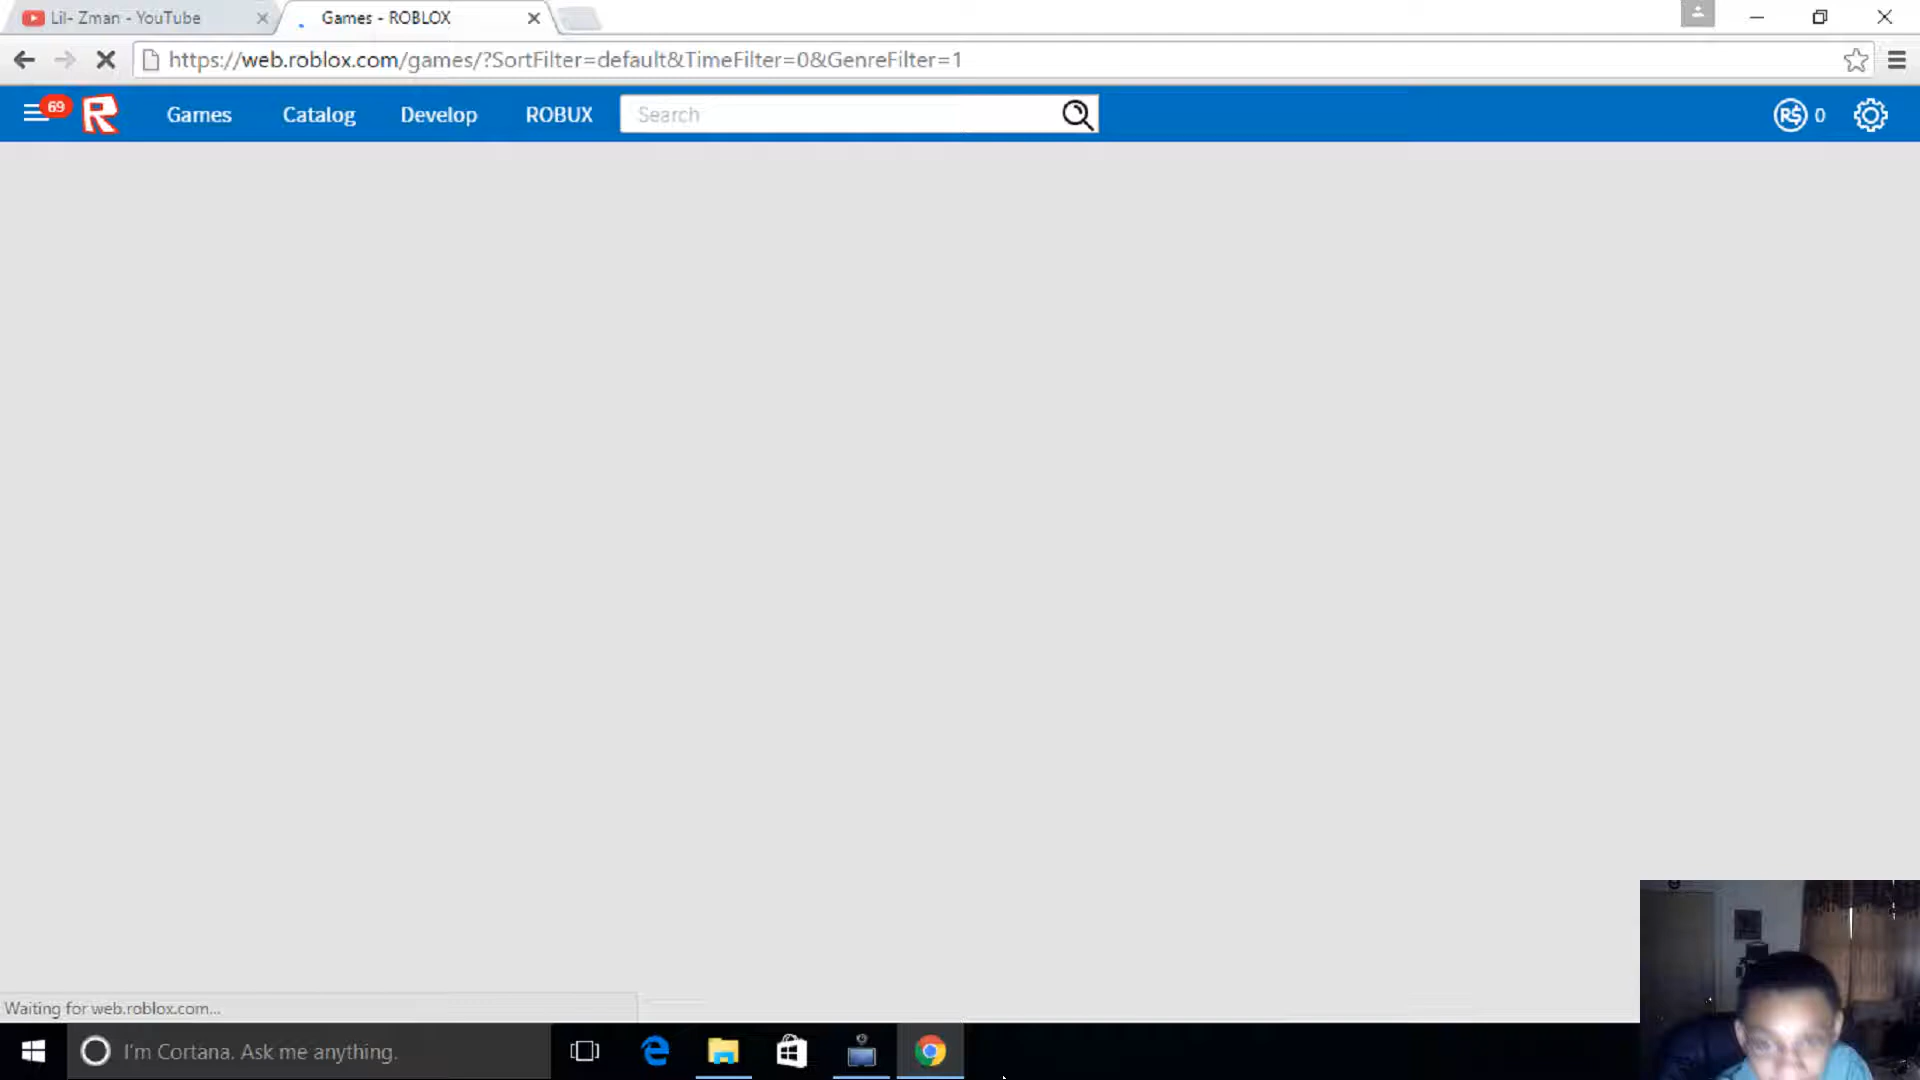 Lil- Zman - YouTube
Games - ROBLOX
https://web.roblox.com/games/?SortFilter=default&TimeFilter=0&GenreFilter=1
69
R
Games
Catalog
Develop
ROBUX
Search
R$ 0
Waiting for web.roblox.com...
I'm Cortana. Ask me anything.